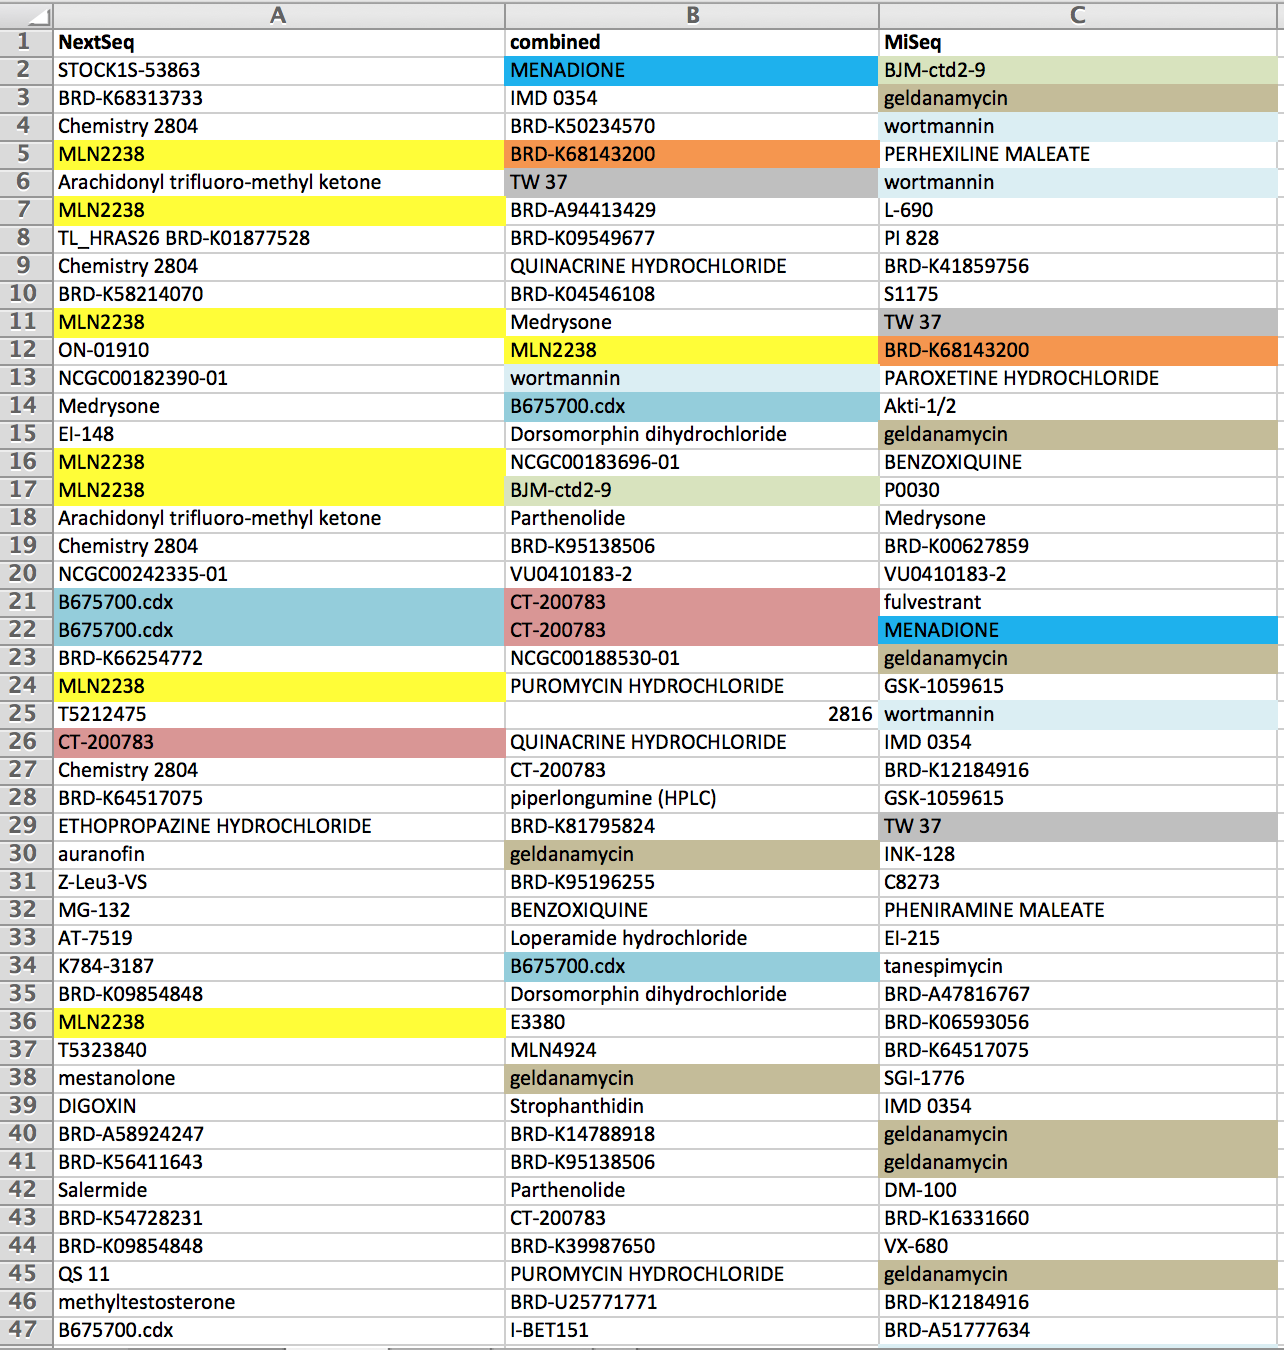 A B C
1 NextSeq combined MiSeq
2 STOCK1S-53863 MENADIONE BJM-ctd2-9
3 BRD-K68313733 IMD 0354 geldanamycin
4 Chemistry 2804 BRD-K50234570 wortmannin
5 MLN2238 BRD-K68143200 PERHEXILINE MALEATE
6 Arachidonyl trifluoro-methyl ketone TW 37 wortmannin
7 MLN2238 BRD-A94413429 L-690
8 TL_HRAS26 BRD-K01877528 BRD-K09549677 PI 828
9 Chemistry 2804 QUINACRINE HYDROCHLORIDE BRD-K41859756
10 BRD-K58214070 BRD-K04546108 S1175
11 MLN2238 Medrysone TW 37
12 ON-01910 MLN2238 BRD-K68143200
13 NCGC00182390-01 wortmannin PAROXETINE HYDROCHLORIDE
14 Medrysone B675700.cdx Akti-1/2
15 EI-148 Dorsomorphin dihydrochloride geldanamycin
16 MLN2238 NCGC00183696-01 BENZOXIQUINE
17 MLN2238 BJM-ctd2-9 P0030
18 Arachidonyl trifluoro-methyl ketone Parthenolide Medrysone
19 Chemistry 2804 BRD-K95138506 BRD-K00627859
20 NCGC00242335-01 VU0410183-2 VU0410183-2
21 B675700.cdx CT-200783 fulvestrant
22 B675700.cdx CT-200783 MENADIONE
23 BRD-K66254772 NCGC00188530-01 geldanamycin
24 MLN2238 PUROMYCIN HYDROCHLORIDE GSK-1059615
25 T5212475 2816 wortmannin
26 CT-200783 QUINACRINE HYDROCHLORIDE IMD 0354
27 Chemistry 2804 CT-200783 BRD-K12184916
28 BRD-K64517075 piperlongumine (HPLC) GSK-1059615
29 ETHOPROPAZINE HYDROCHLORIDE BRD-K81795824 TW 37
30 auranofin geldanamycin INK-128
31 Z-Leu3-VS BRD-K95196255 C8273
32 MG-132 BENZOXIQUINE PHENIRAMINE MALEATE
33 AT-7519 Loperamide hydrochloride EI-215
34 K784-3187 B675700.cdx tanespimycin
35 BRD-K09854848 Dorsomorphin dihydrochloride BRD-A47816767
36 MLN2238 E3380 BRD-K06593056
37 T5323840 MLN4924 BRD-K64517075
38 mestanolone geldanamycin SGI-1776
39 DIGOXIN Strophanthidin IMD 0354
40 BRD-A58924247 BRD-K14788918 geldanamycin
41 BRD-K56411643 BRD-K95138506 geldanamycin
42 Salermide Parthenolide DM-100
43 BRD-K54728231 CT-200783 BRD-K16331660
44 BRD-K09854848 BRD-K39987650 VX-680
45 QS 11 PUROMYCIN HYDROCHLORIDE geldanamycin
46 methyltestosterone BRD-U25771771 BRD-K12184916
47 B675700.cdx I-BET151 BRD-A51777634